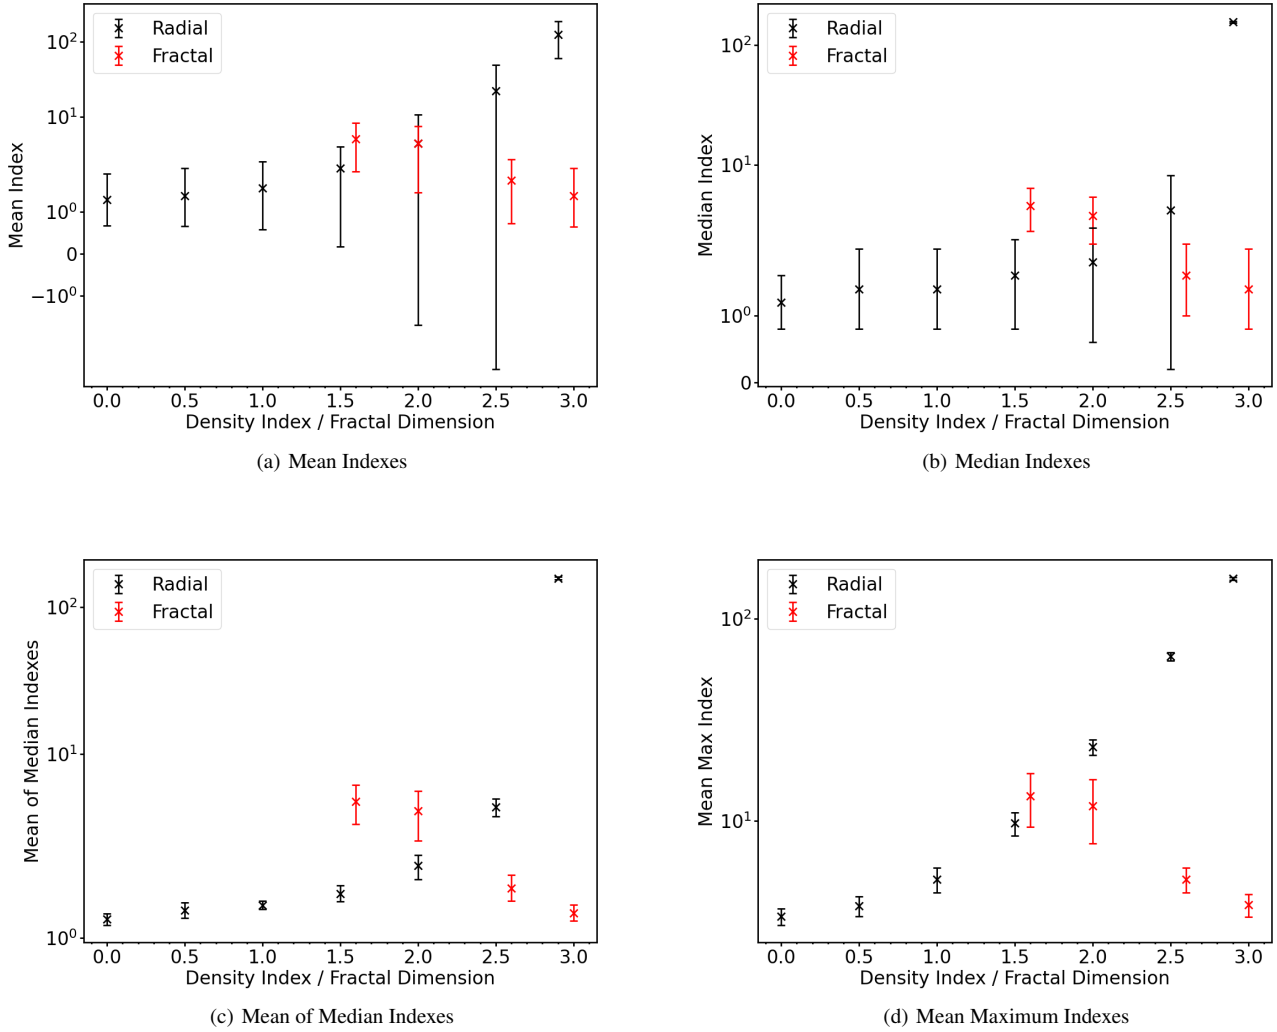 Radial
Fractal
10²
10¹
10⁰
0
−10⁰
Mean Index
0.0 0.5 1.0 1.5 2.0 2.5 3.0
Density Index / Fractal Dimension
(a) Mean Indexes
Radial
Fractal
10²
10¹
10⁰
0
Median Index
0.0 0.5 1.0 1.5 2.0 2.5 3.0
Density Index / Fractal Dimension
(b) Median Indexes
Radial
Fractal
10²
10¹
10⁰
Mean of Median Indexes
0.0 0.5 1.0 1.5 2.0 2.5 3.0
Density Index / Fractal Dimension
(c) Mean of Median Indexes
Radial
Fractal
10²
10¹
Mean Max Index
0.0 0.5 1.0 1.5 2.0 2.5 3.0
Density Index / Fractal Dimension
(d) Mean Maximum Indexes